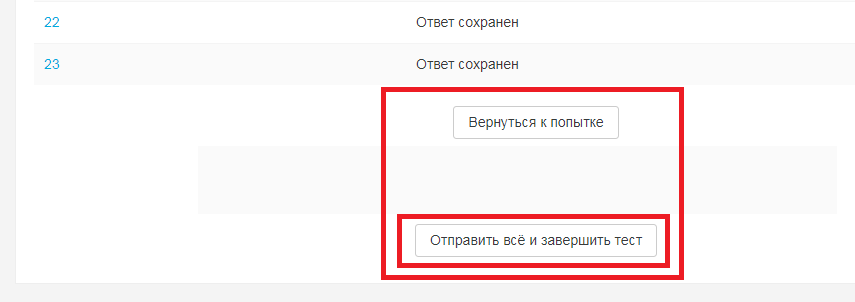 22 Ответ сохранен
23 Ответ сохранен
Вернуться к попытке
Отправить всё и завершить тест